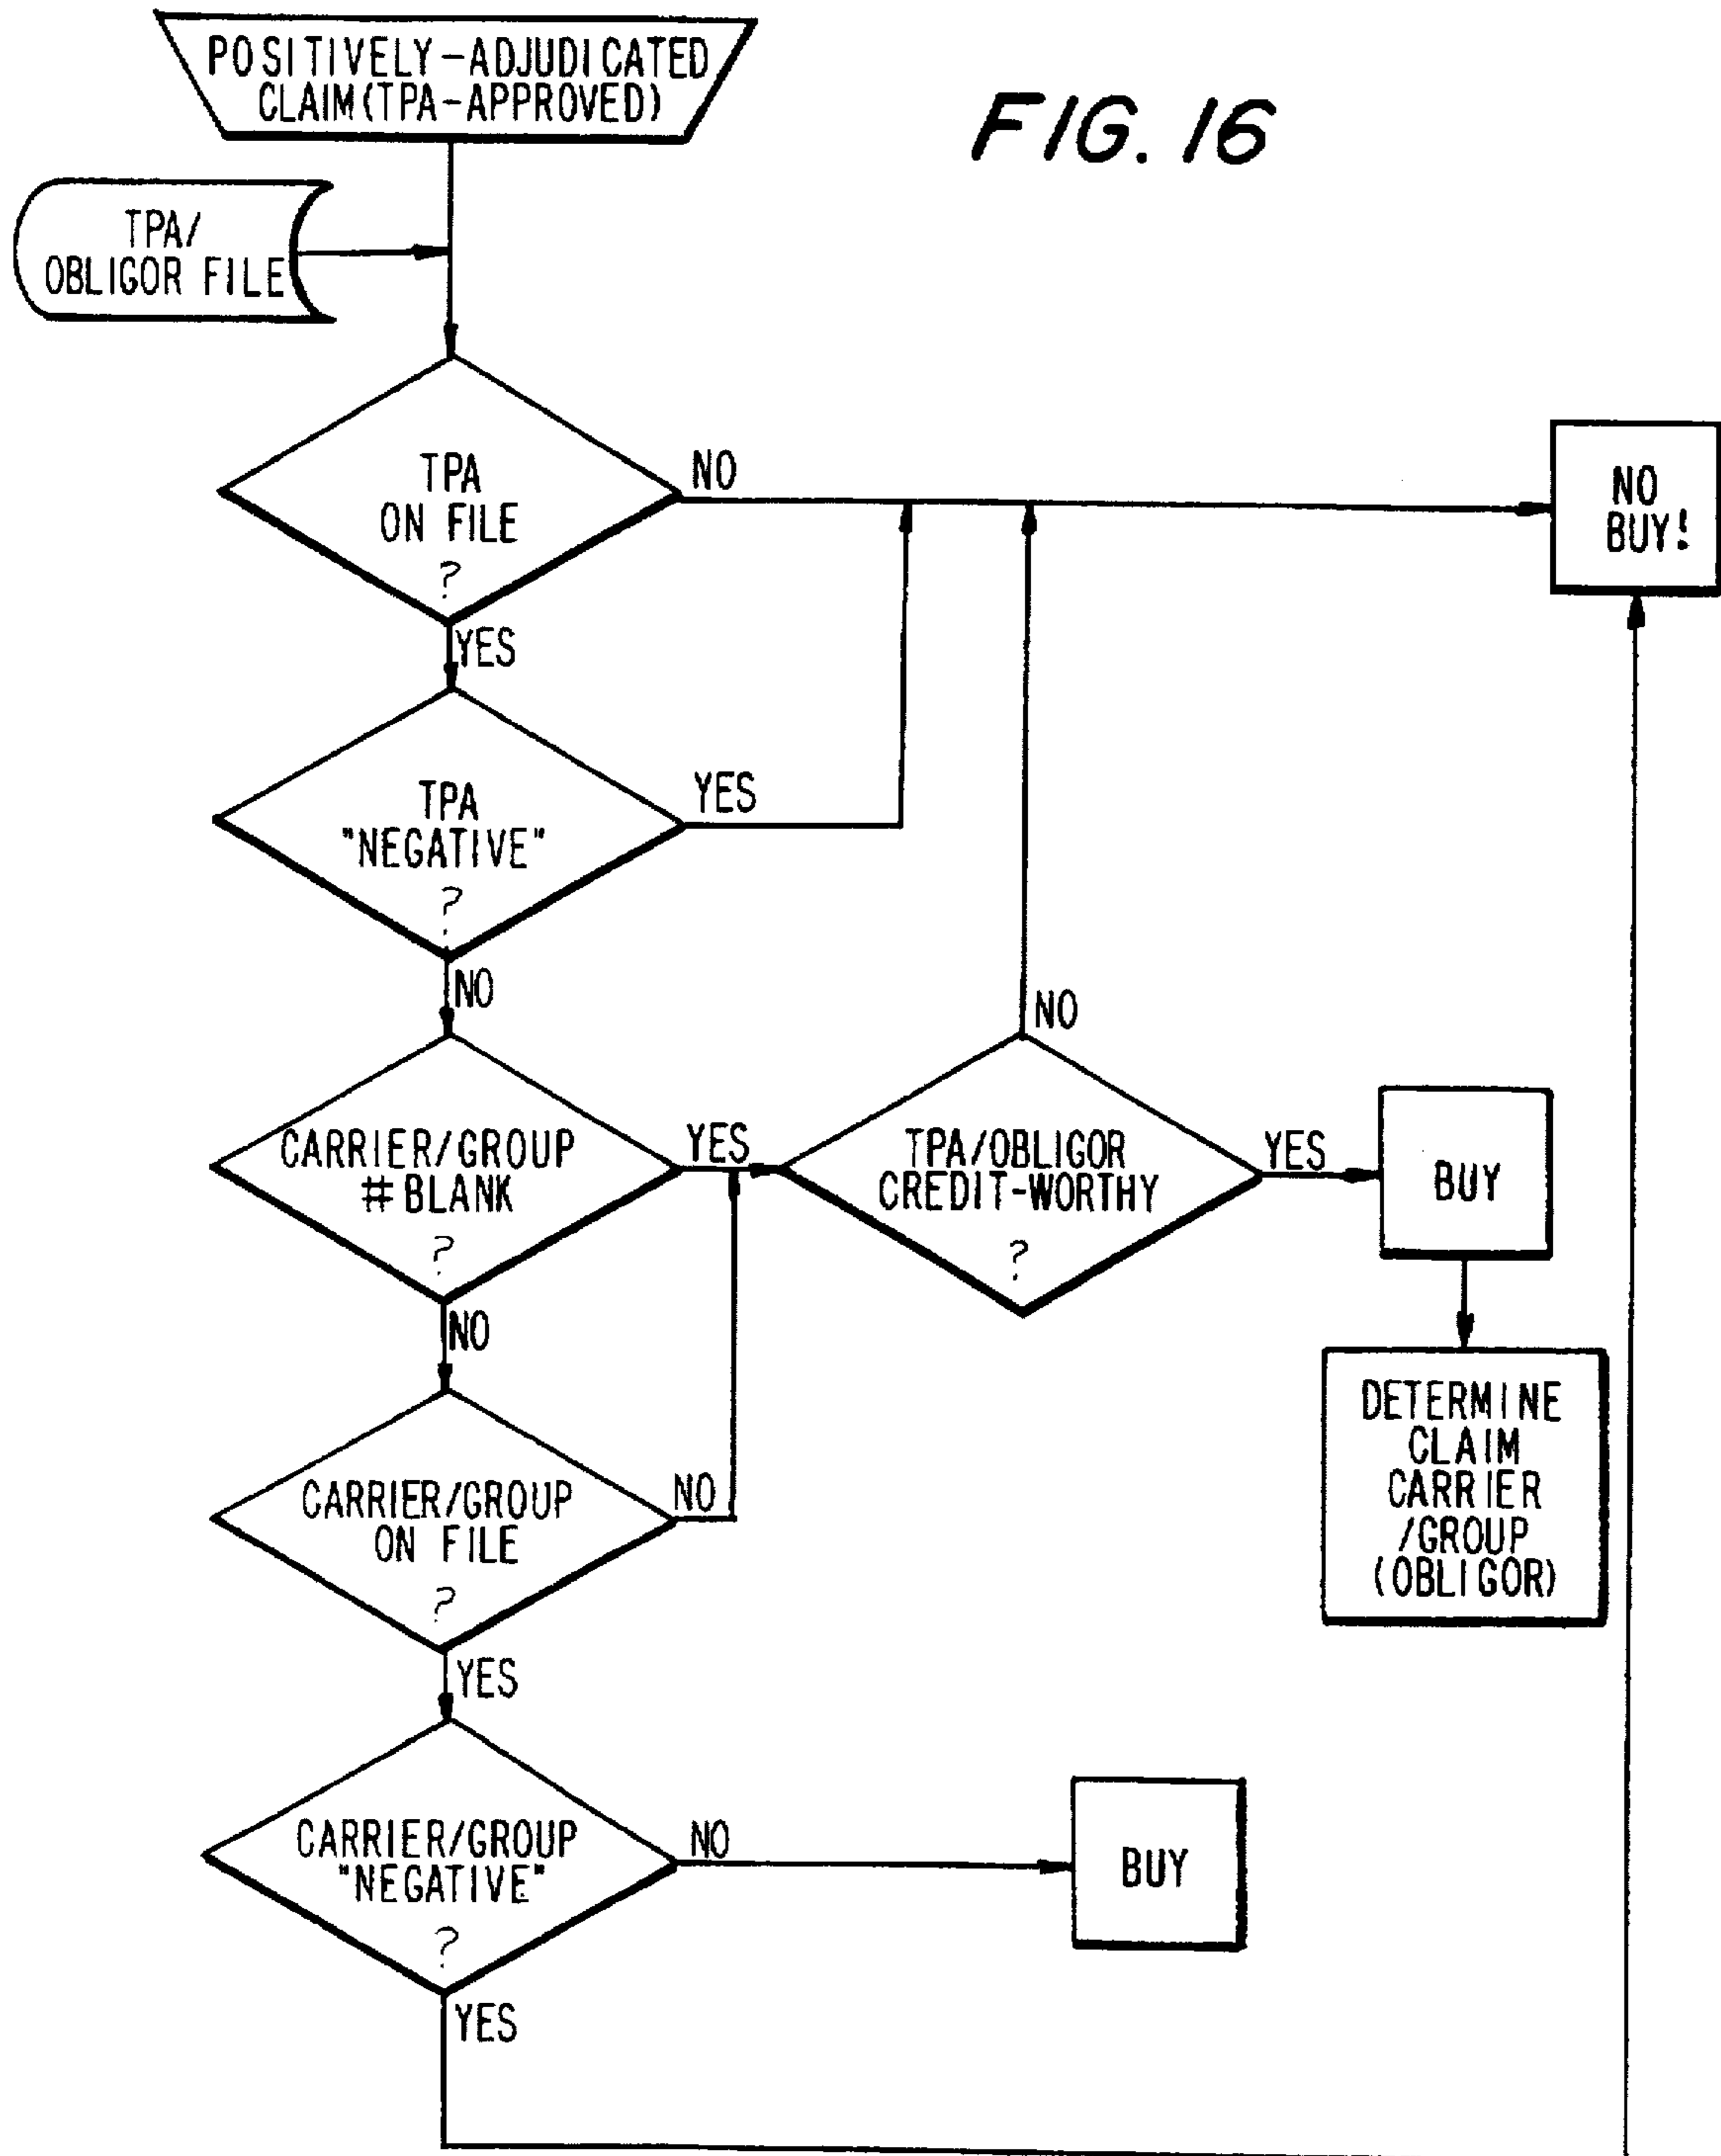 POSITIVELY-ADJUDICATED
CLAIM(TPA-APPROVED)
FIG. 16
TPA/
OBLIGOR FILE
TPA
ON FILE
?
NO
NO
BUY!
YES
TPA
"NEGATIVE"
?
YES
NO
CARRIER/GROUP
# BLANK
?
YES
NO
TPA/OBLIGOR
CREDIT-WORTHY
?
YES
BUY
NO
DETERMINE
CLAIM
CARRIER
/GROUP
(OBLIGOR)
CARRIER/GROUP
ON FILE
?
NO
YES
CARRIER/GROUP
"NEGATIVE"
?
NO
BUY
YES